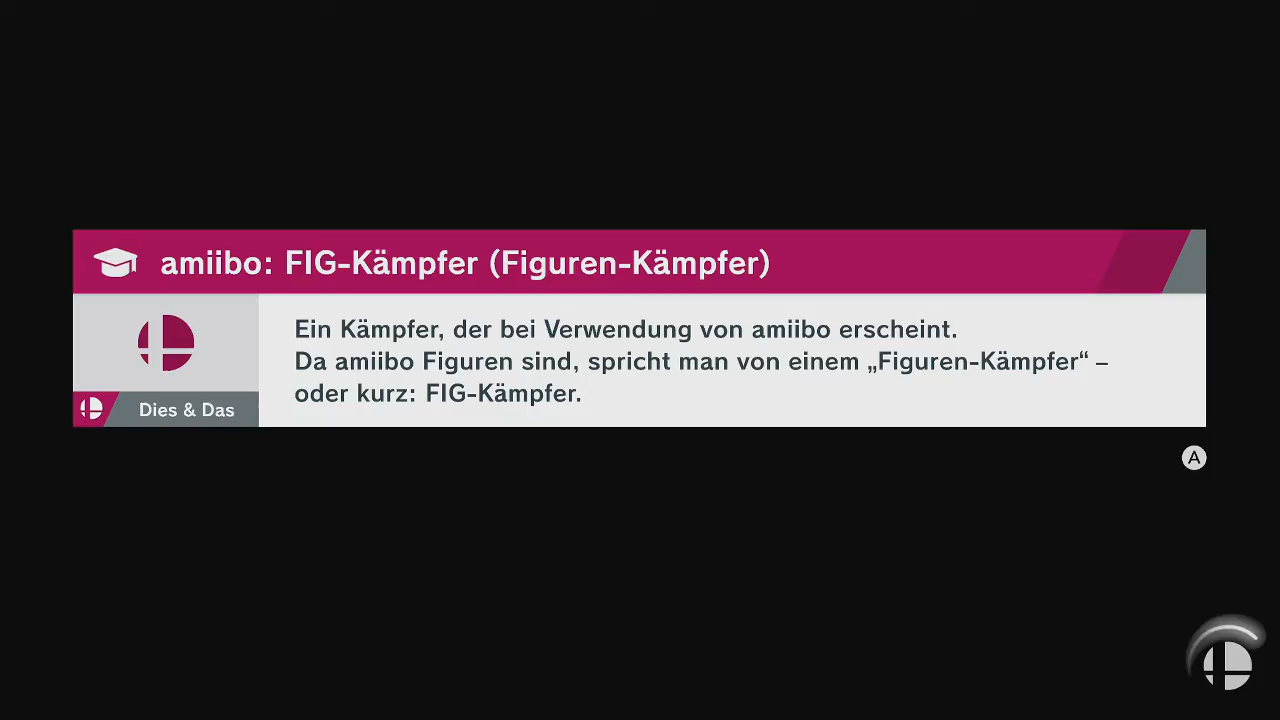 amiibo: FIG-Kämpfer (Figuren-Kämpfer)
Ein Kämpfer, der bei Verwendung von amiibo erscheint.
Da amiibo Figuren sind, spricht man von einem „Figuren-Kämpfer“ –
oder kurz: FIG-Kämpfer.
Dies & Das
A